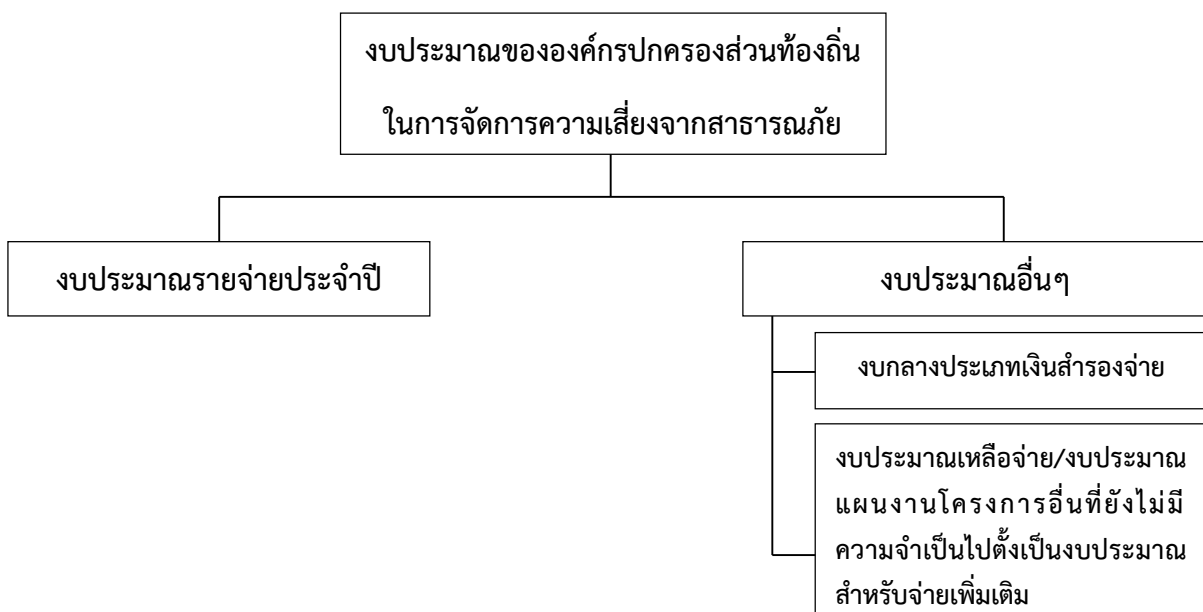 งบประมาณขององค์กรปกครองส่วนท้องถิ่น
ในการจัดการความเสี่ยงจากสาธารณภัย
งบประมาณรายจ่ายประจำปี
งบประมาณอื่นๆ
งบกลางประเภทเงินสำรองจ่าย
งบประมาณเหลือจ่าย/งบประมาณ
แผนงานโครงการอื่นที่ยังไม่มี
ความจำเป็นไปตั้งเป็นงบประมาณ
สำหรับจ่ายเพิ่มเติม